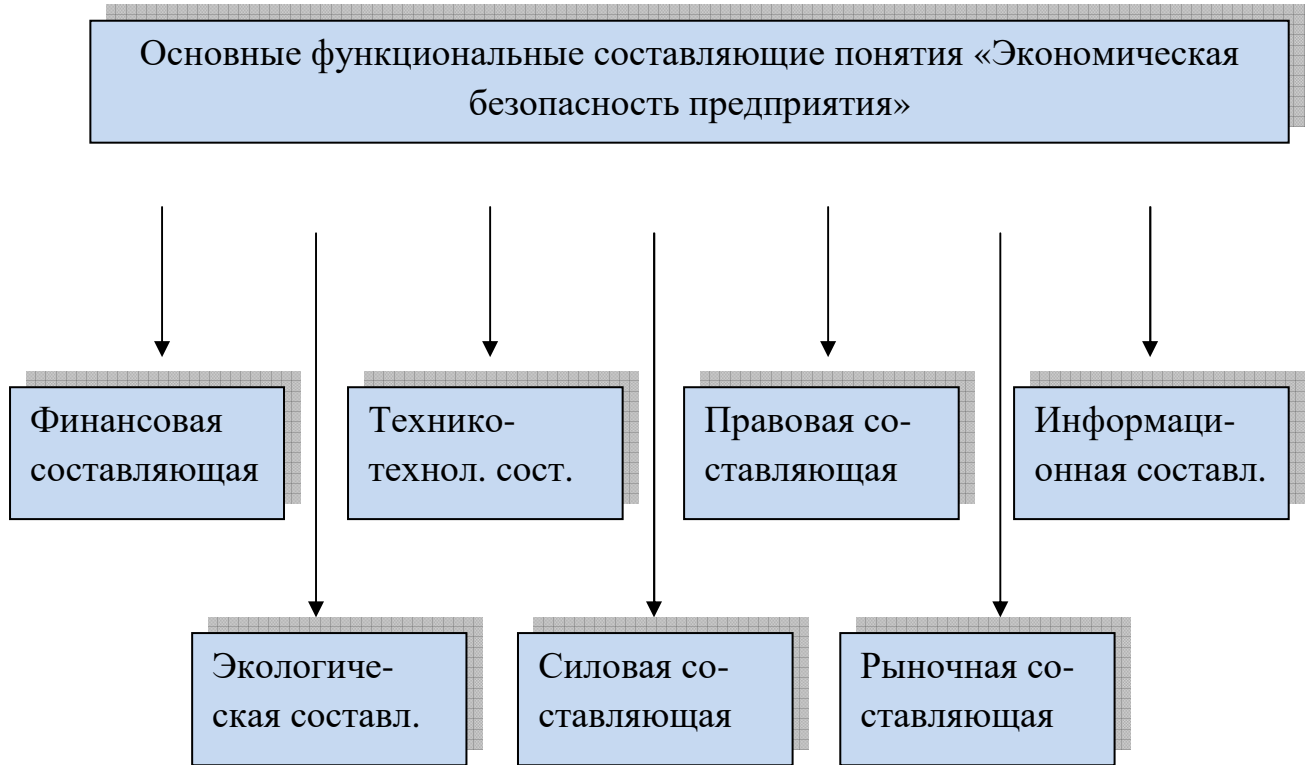 Основные функциональные составляющие понятия «Экономическая
безопасность предприятия»
Финансовая
составляющая
Технико-
технол. сост.
Правовая со-
ставляющая
Информаци-
онная составл.
Экологиче-
ская составл.
Силовая со-
ставляющая
Рыночная со-
ставляющая